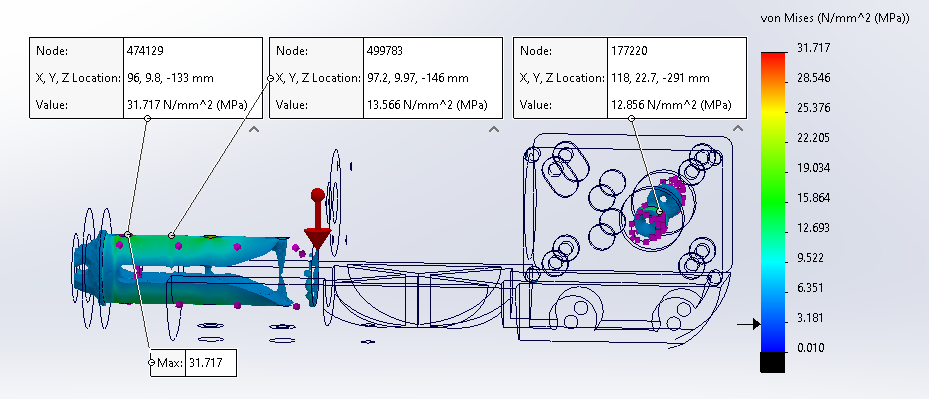 von Mises (N/mm^2 (MPa))
Node: 474129
X, Y, Z Location: 96, 9.8, -133 mm
Value: 31.717 N/mm^2 (MPa)
Node: 499783
X, Y, Z Location: 97.2, 9.97, -146 mm
Value: 13.566 N/mm^2 (MPa)
Node: 177220
X, Y, Z Location: 118, 22.7, -291 mm
Value: 12.856 N/mm^2 (MPa)
31.717
28.546
25.376
22.205
19.034
15.864
12.693
9.522
6.351
3.181
0.010
Max: 31.717